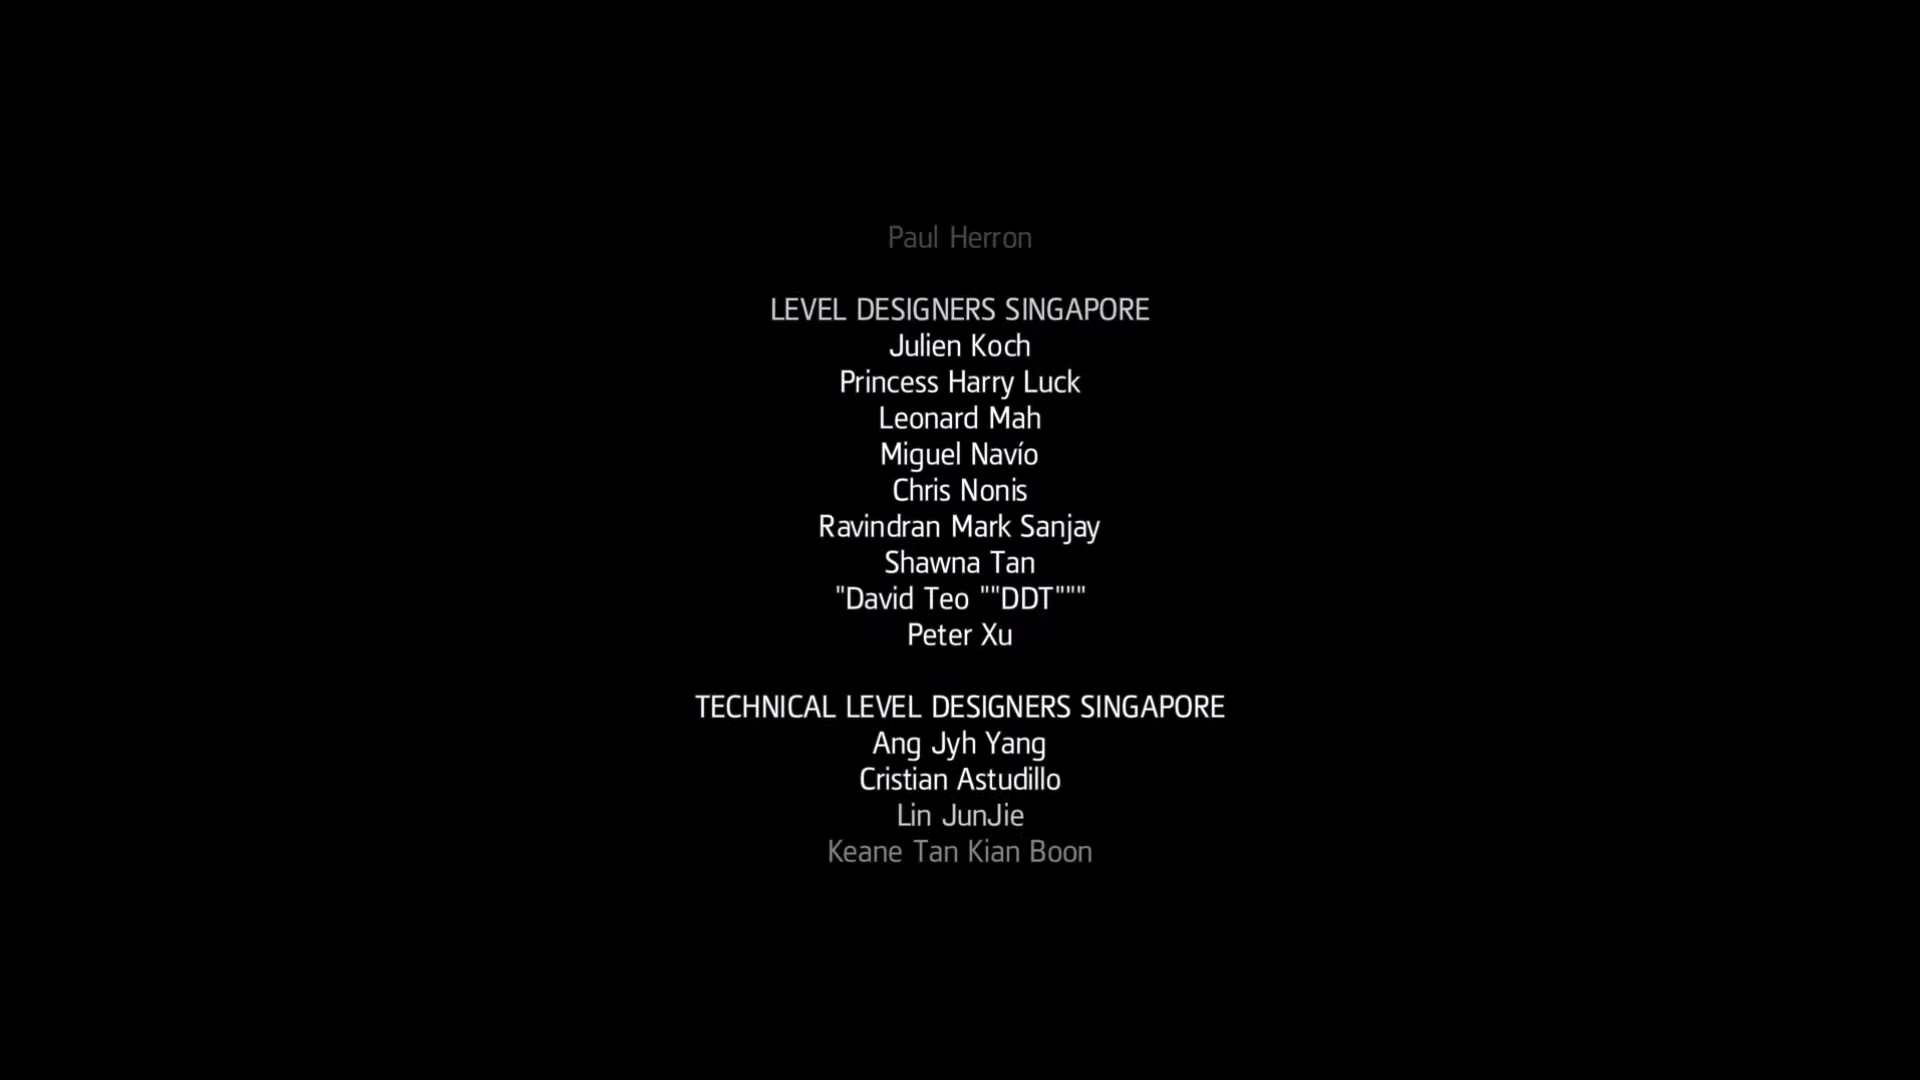 Paul Herron
LEVEL DESIGNERS SINGAPORE
Julien Koch
Princess Harry Luck
Leonard Mah
Miguel Navío
Chris Nonis
Ravindran Mark Sanjay
Shawna Tan
"David Teo ""DDT"""
Peter Xu
TECHNICAL LEVEL DESIGNERS SINGAPORE
Ang Jyh Yang
Cristian Astudillo
Lin JunJie
Keane Tan Kian Boon